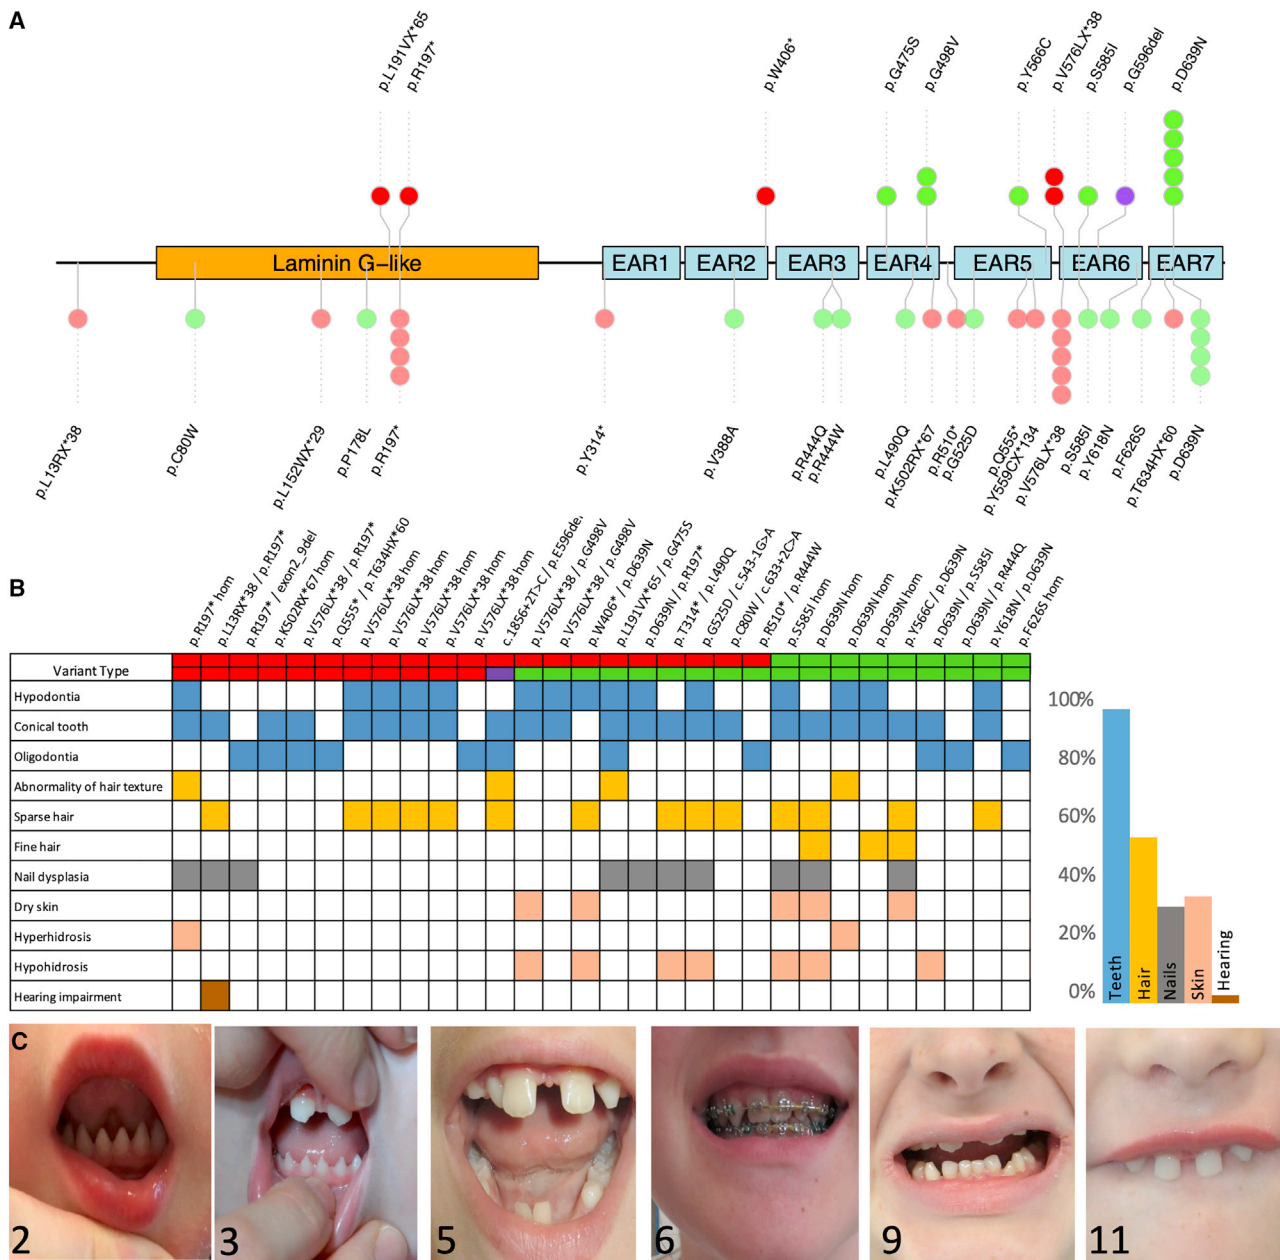 A
p.L191VX*65
p.R197*
p.W406*
p.G475S
p.G498V
p.Y566C
p.V576LX*38
p.S585I
p.G596del
p.D639N
Laminin G–like
EAR1
EAR2
EAR3
EAR4
EAR5
EAR6
EAR7
p.L13RX*38
p.C80W
p.L152WX*29
p.P178L
p.R197*
p.Y314*
p.V388A
p.R444Q
p.R444W
p.L490Q
p.K502RX*67
p.R510*
p.G525D
p.Q555*
p.Y559CX*134
p.V576LX*38
p.S585I
p.Y618N
p.F626S
p.T634HX*60
p.D639N
B
p.R197* hom
p.L13RX*38 / p.R197*
p.R197* / exon2_9del
p.K502RX*67 hom
p.V576LX*38 / p.R197*
p.Q555* / p. T634HX*60
p.V576LX*38 hom
p.V576LX*38 hom
p.V576LX*38 hom
p.V576LX*38 hom
p.V576LX*38 hom
c.1856+2T>C / p.E596del
p.V576LX*38 / p.G498V
p.V576LX*38 / p.G498V
p.W406* / p.D639N
p.L191VX*65 / p.G475S
p.D639N / p.R197*
p.T314* / p.L490Q
p.G525D / c.543-1G>A
p.C80W / c.633+2C>A
p.R510* / p.R444W
p.S585I hom
p.D639N hom
p.D639N hom
p.D639N hom
p.Y566C / p.D639N
p.D639N / p.S585I
p.D639N / p.R444Q
p.Y618N / p.D639N
p.F626S hom
Variant Type
Hypodontia
Conical tooth
Oligodontia
Abnormality of hair texture
Sparse hair
Fine hair
Nail dysplasia
Dry skin
Hyperhidrosis
Hypohidrosis
Hearing impairment
100%
80%
60%
40%
20%
0%
Teeth
Hair
Nails
Skin
Hearing
C
2
3
5
6
9
11